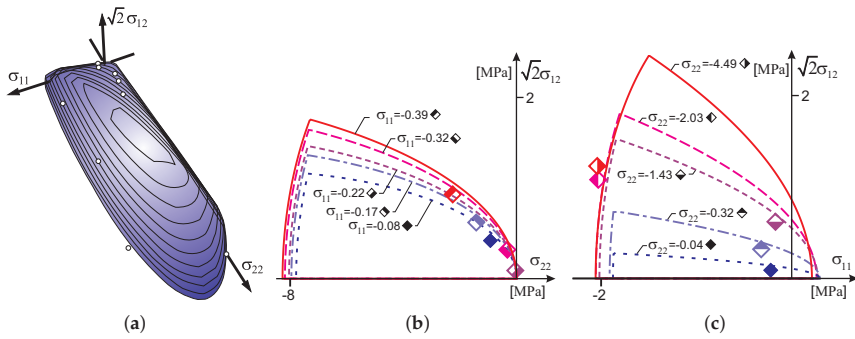 √2σ₁₂
σ₁₁
σ₂₂
(a)
[MPa]
√2σ₁₂
2
σ₁₁=-0.39
σ₁₁=-0.32
σ₁₁=-0.22
σ₁₁=-0.17
σ₁₁=-0.08
σ₂₂
-8
[MPa]
(b)
[MPa]
√2σ₁₂
2
σ₂₂=-4.49
σ₂₂=-2.03
σ₂₂=-1.43
σ₂₂=-0.32
σ₂₂=-0.04
σ₁₁
-2
[MPa]
(c)